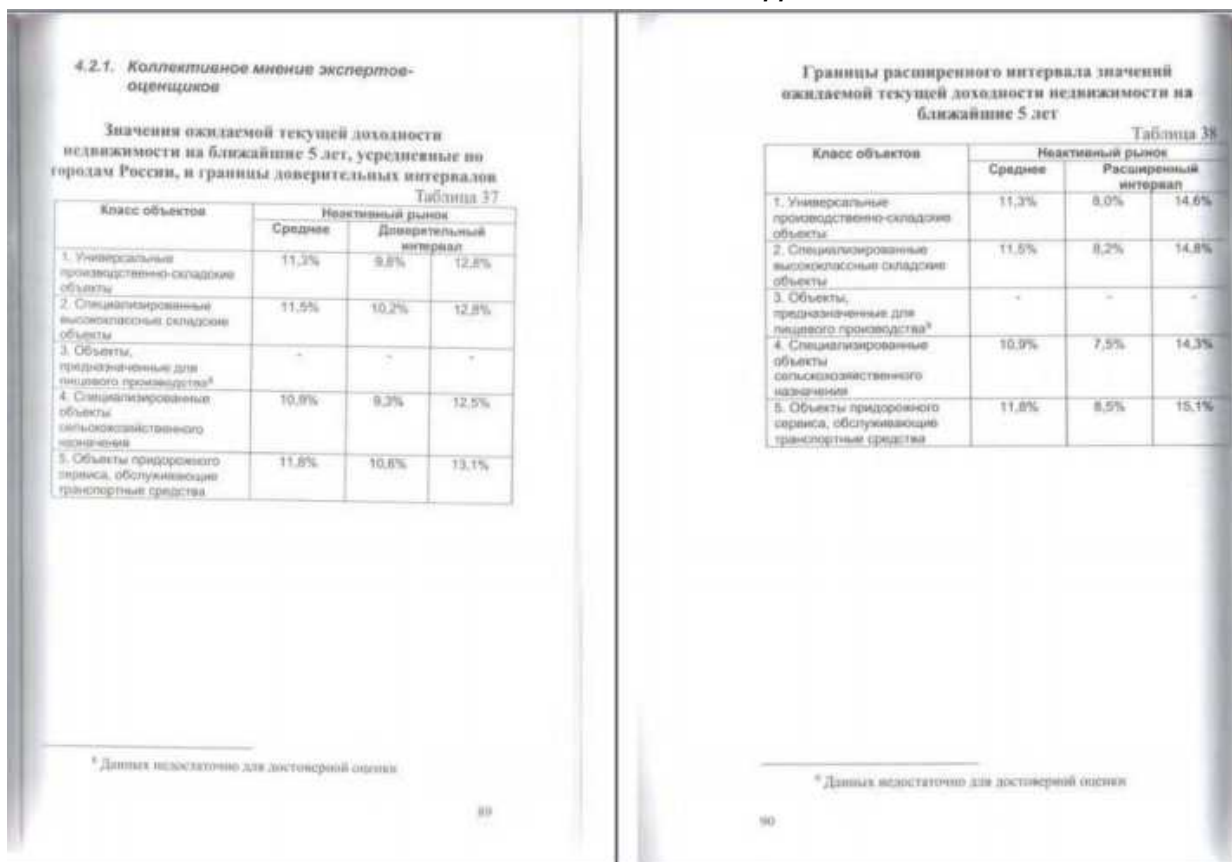 4.2.1. Коллективное мнение экспертов-
оценщиков
Значения ожидаемой текущей доходности
недвижимости на ближайшие 5 лет, усредненные по
городам России, и границы доверительных интервалов
Таблица 37
Класс объектов Неактивный рынок
Среднее Доверительный
интервал
1. Универсальные 11,3% 9,8% 12,8%
производственно-складские
объекты
2. Специализированные 11,5% 10,2% 12,8%
высококлассные складские
объекты
3. Объекты, - - -
предназначенные для
пищевого производства
4. Специализированные 10,9% 9,3% 12,5%
объекты
сельскохозяйственного
назначения
5. Объекты придорожного 11,8% 10,6% 13,1%
сервиса, обслуживающие
транспортные средства
Данных недостаточно для достоверной оценки
89
Границы расширенного интервала значений
ожидаемой текущей доходности недвижимости на
ближайшие 5 лет
Таблица 38
Класс объектов Неактивный рынок
Среднее Расширенный
интервал
1. Универсальные 11,3% 8,0% 14,6%
производственно-складские
объекты
2. Специализированные 11,5% 8,2% 14,8%
высококлассные складские
объекты
3. Объекты, - - -
предназначенные для
пищевого производства⁹
4. Специализированные 10,9% 7,5% 14,3%
объекты
сельскохозяйственного
назначения
5. Объекты придорожного 11,8% 8,5% 15,1%
сервиса, обслуживающие
транспортные средства
⁹ Данных недостаточно для достоверной оценки
90